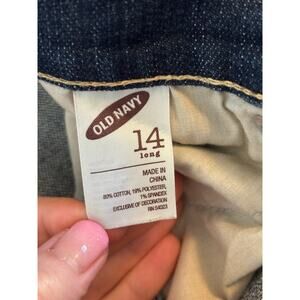 OLD NAVY
14
long
MADE IN
CHINA
80% COTTON, 19% POLYESTER,
1% SPANDEX
EXCLUSIVE OF DECORATION
RN 54023